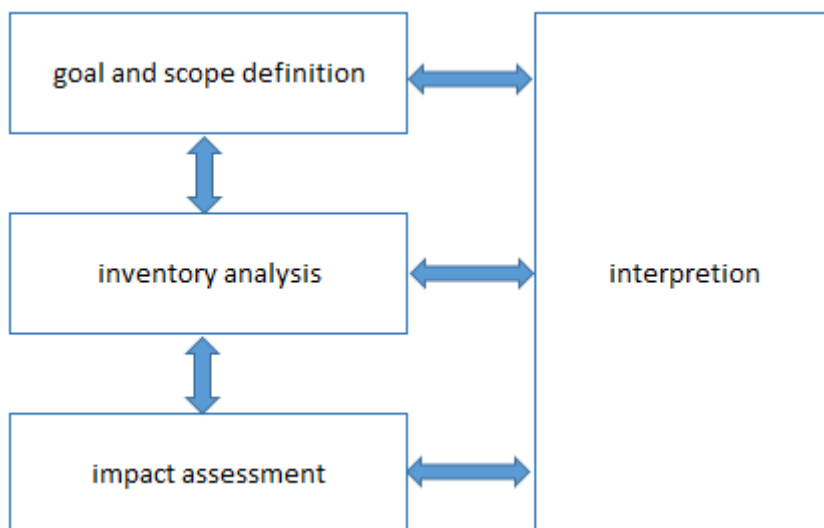 goal and scope definition
inventory analysis
interpretion
impact assessment